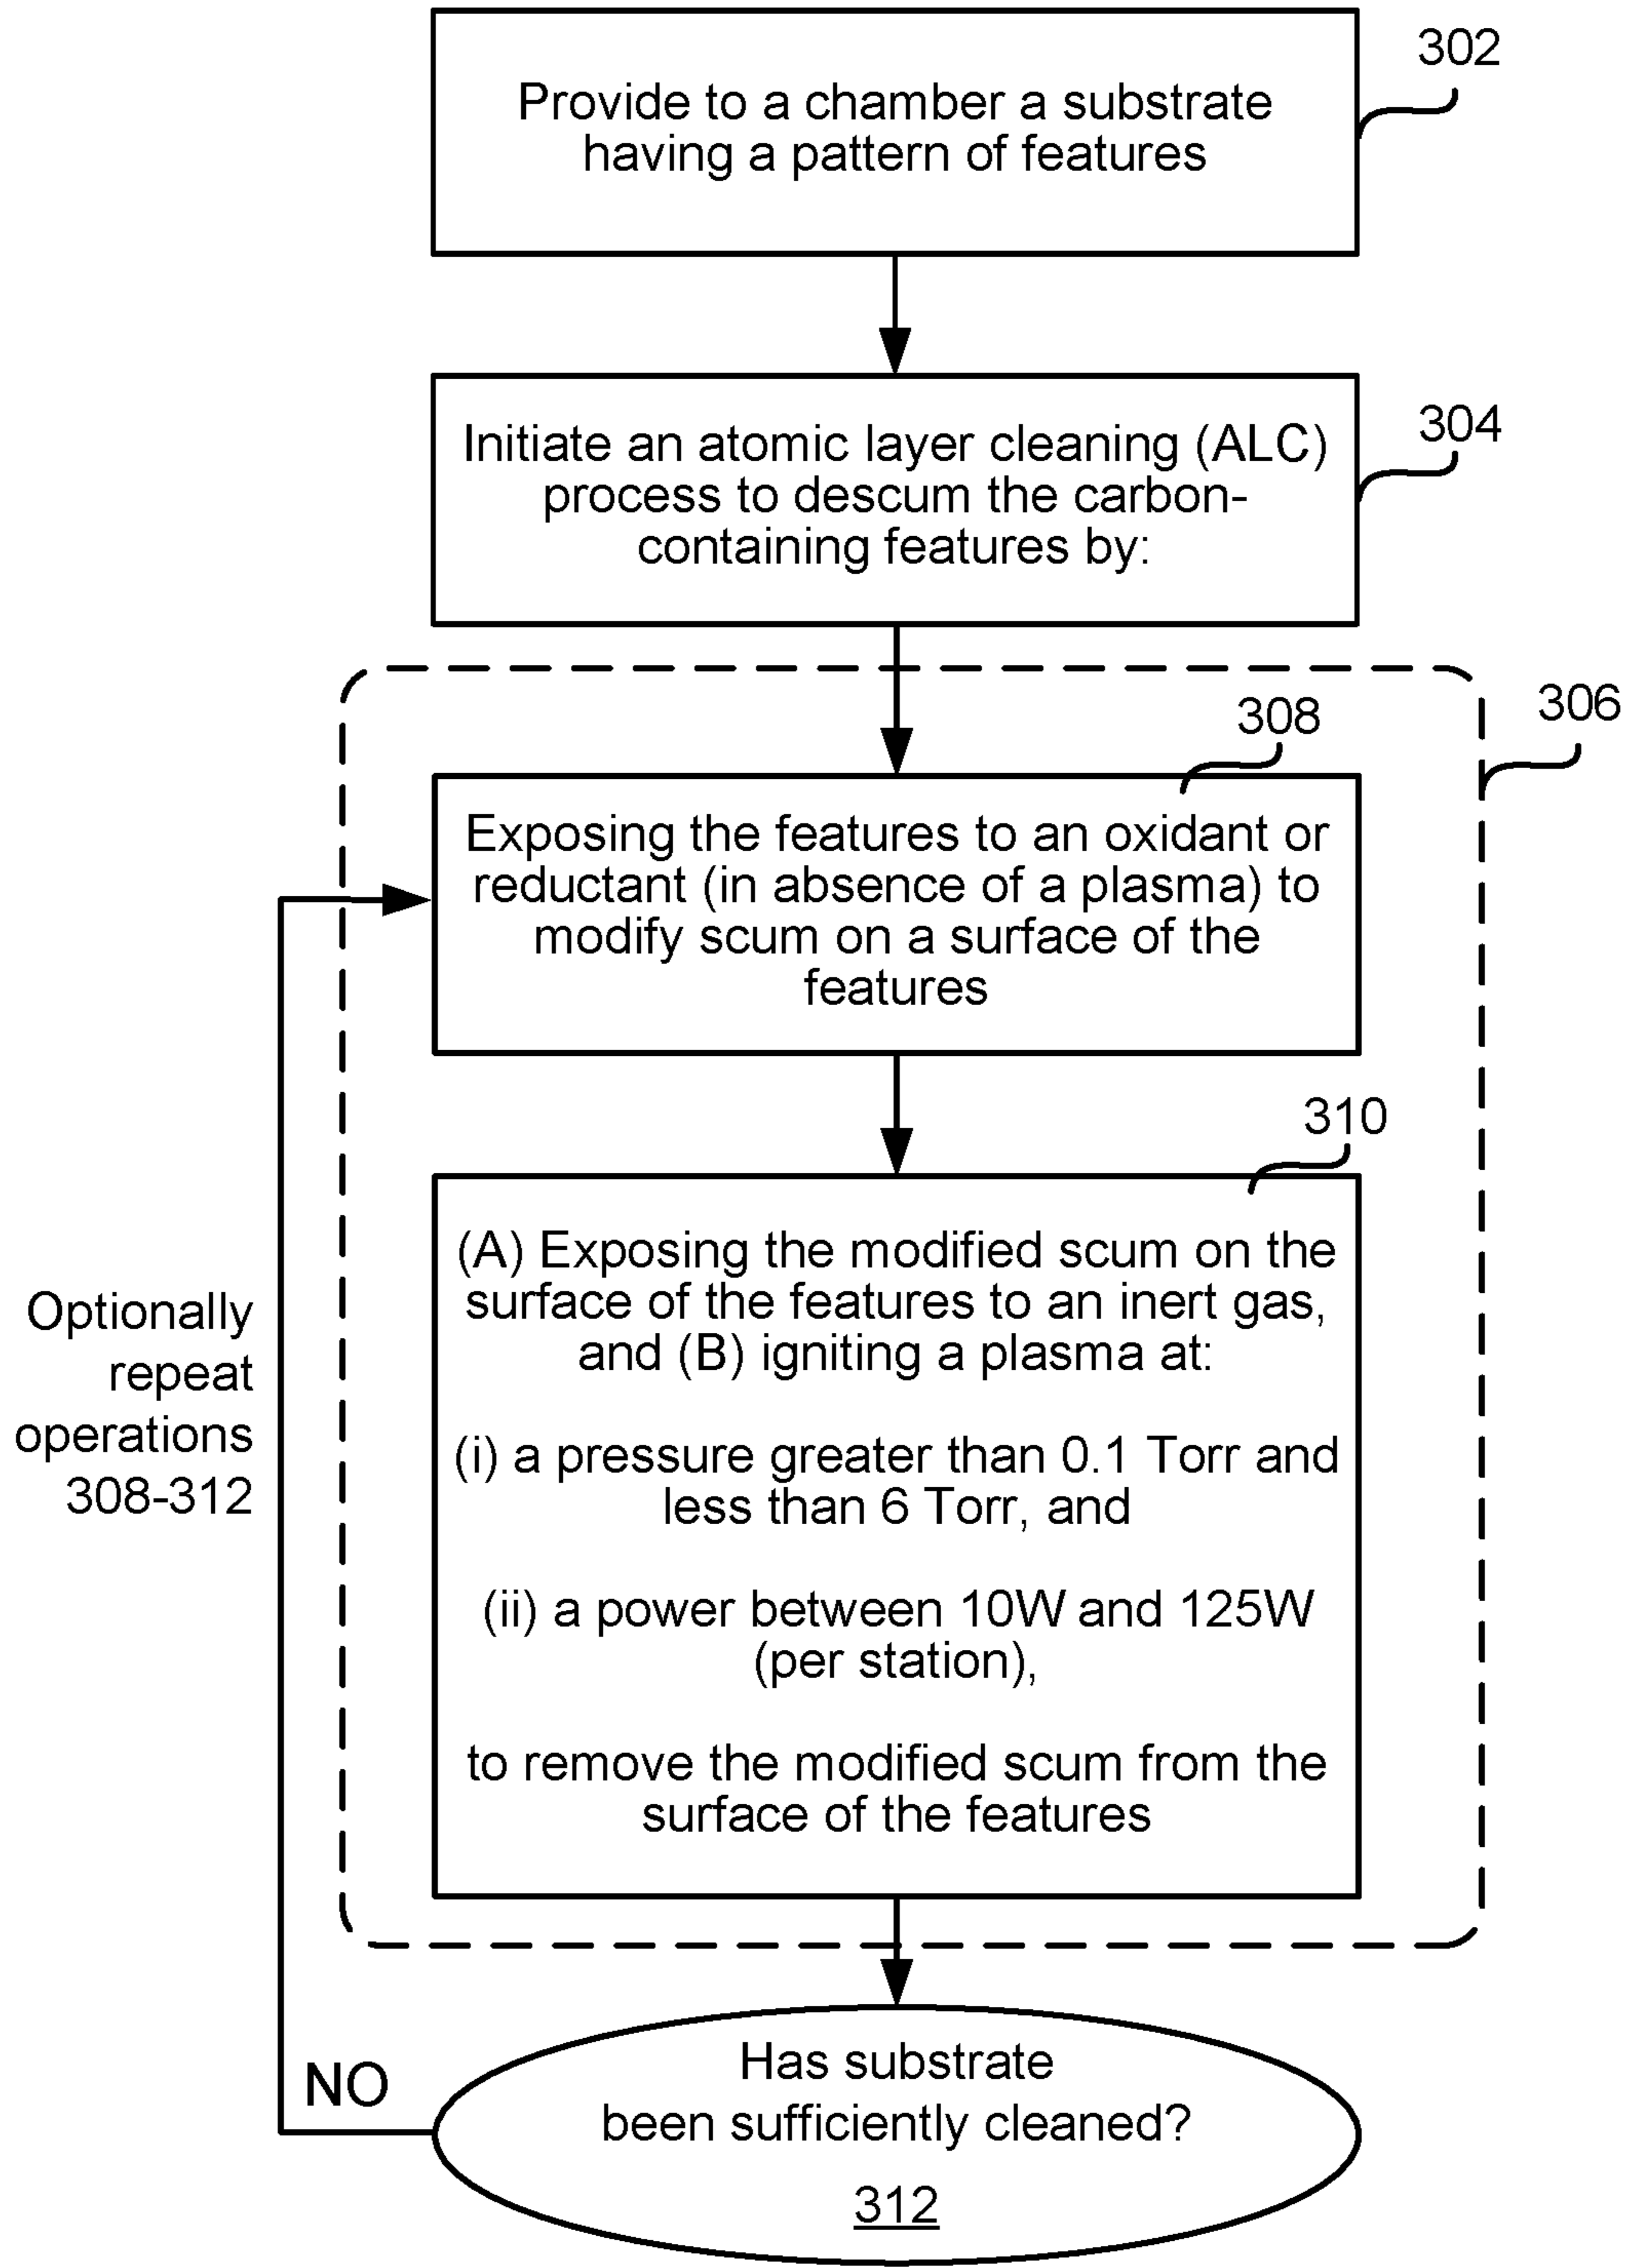 302
Provide to a chamber a substrate
having a pattern of features
304
Initiate an atomic layer cleaning (ALC)
process to descum the carbon-
containing features by:
306
308
Exposing the features to an oxidant or
reductant (in absence of a plasma) to
modify scum on a surface of the
features
310
(A) Exposing the modified scum on the
surface of the features to an inert gas,
and (B) igniting a plasma at:
(i) a pressure greater than 0.1 Torr and
less than 6 Torr, and
(ii) a power between 10W and 125W
(per station),
to remove the modified scum from the
surface of the features
Optionally
repeat
operations
308-312
NO
Has substrate
been sufficiently cleaned?
312